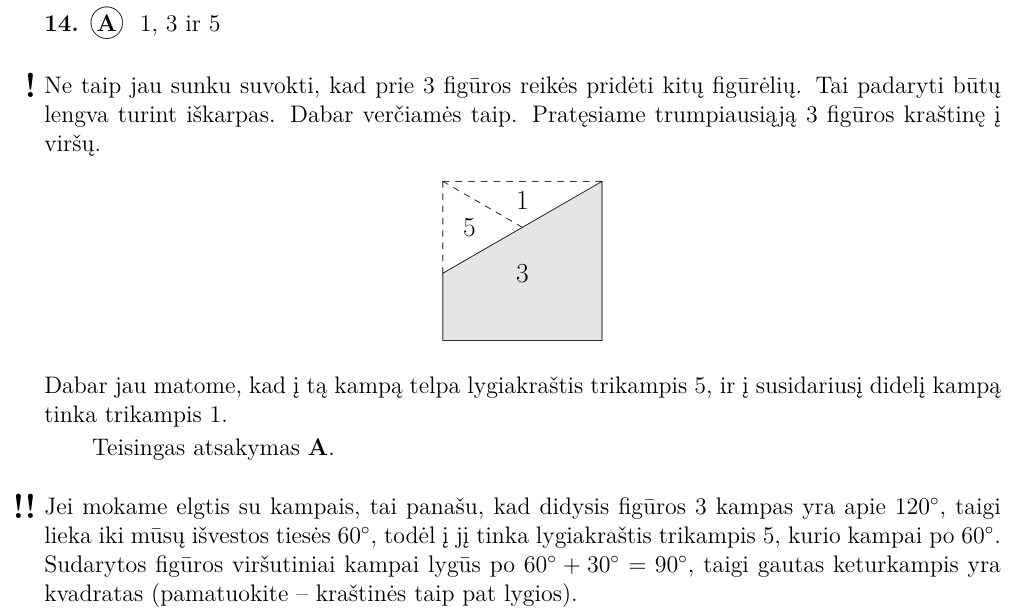 14. Ⓐ 1, 3 ir 5
! Ne taip jau sunku suvokti, kad prie 3 figūros reikės pridėti kitų figūrėlių. Tai padaryti būtų
lengva turint iškarpas. Dabar verčiamės taip. Pratęsiame trumpiausiąją 3 figūros kraštinę į
viršų.
1
5
3
Dabar jau matome, kad į tą kampą telpa lygiakraštis trikampis 5, ir į susidariusį didelį kampą
tinka trikampis 1.
Teisingas atsakymas A.
!! Jei mokame elgtis su kampais, tai panašu, kad didysis figūros 3 kampas yra apie 120°, taigi
lieka iki mūsų išvestos tiesės 60°, todėl į jį tinka lygiakraštis trikampis 5, kurio kampai po 60°.
Sudarytos figūros viršutiniai kampai lygūs po 60° + 30° = 90°, taigi gautas keturkampis yra
kvadratas (pamatuokite – kraštinės taip pat lygios).